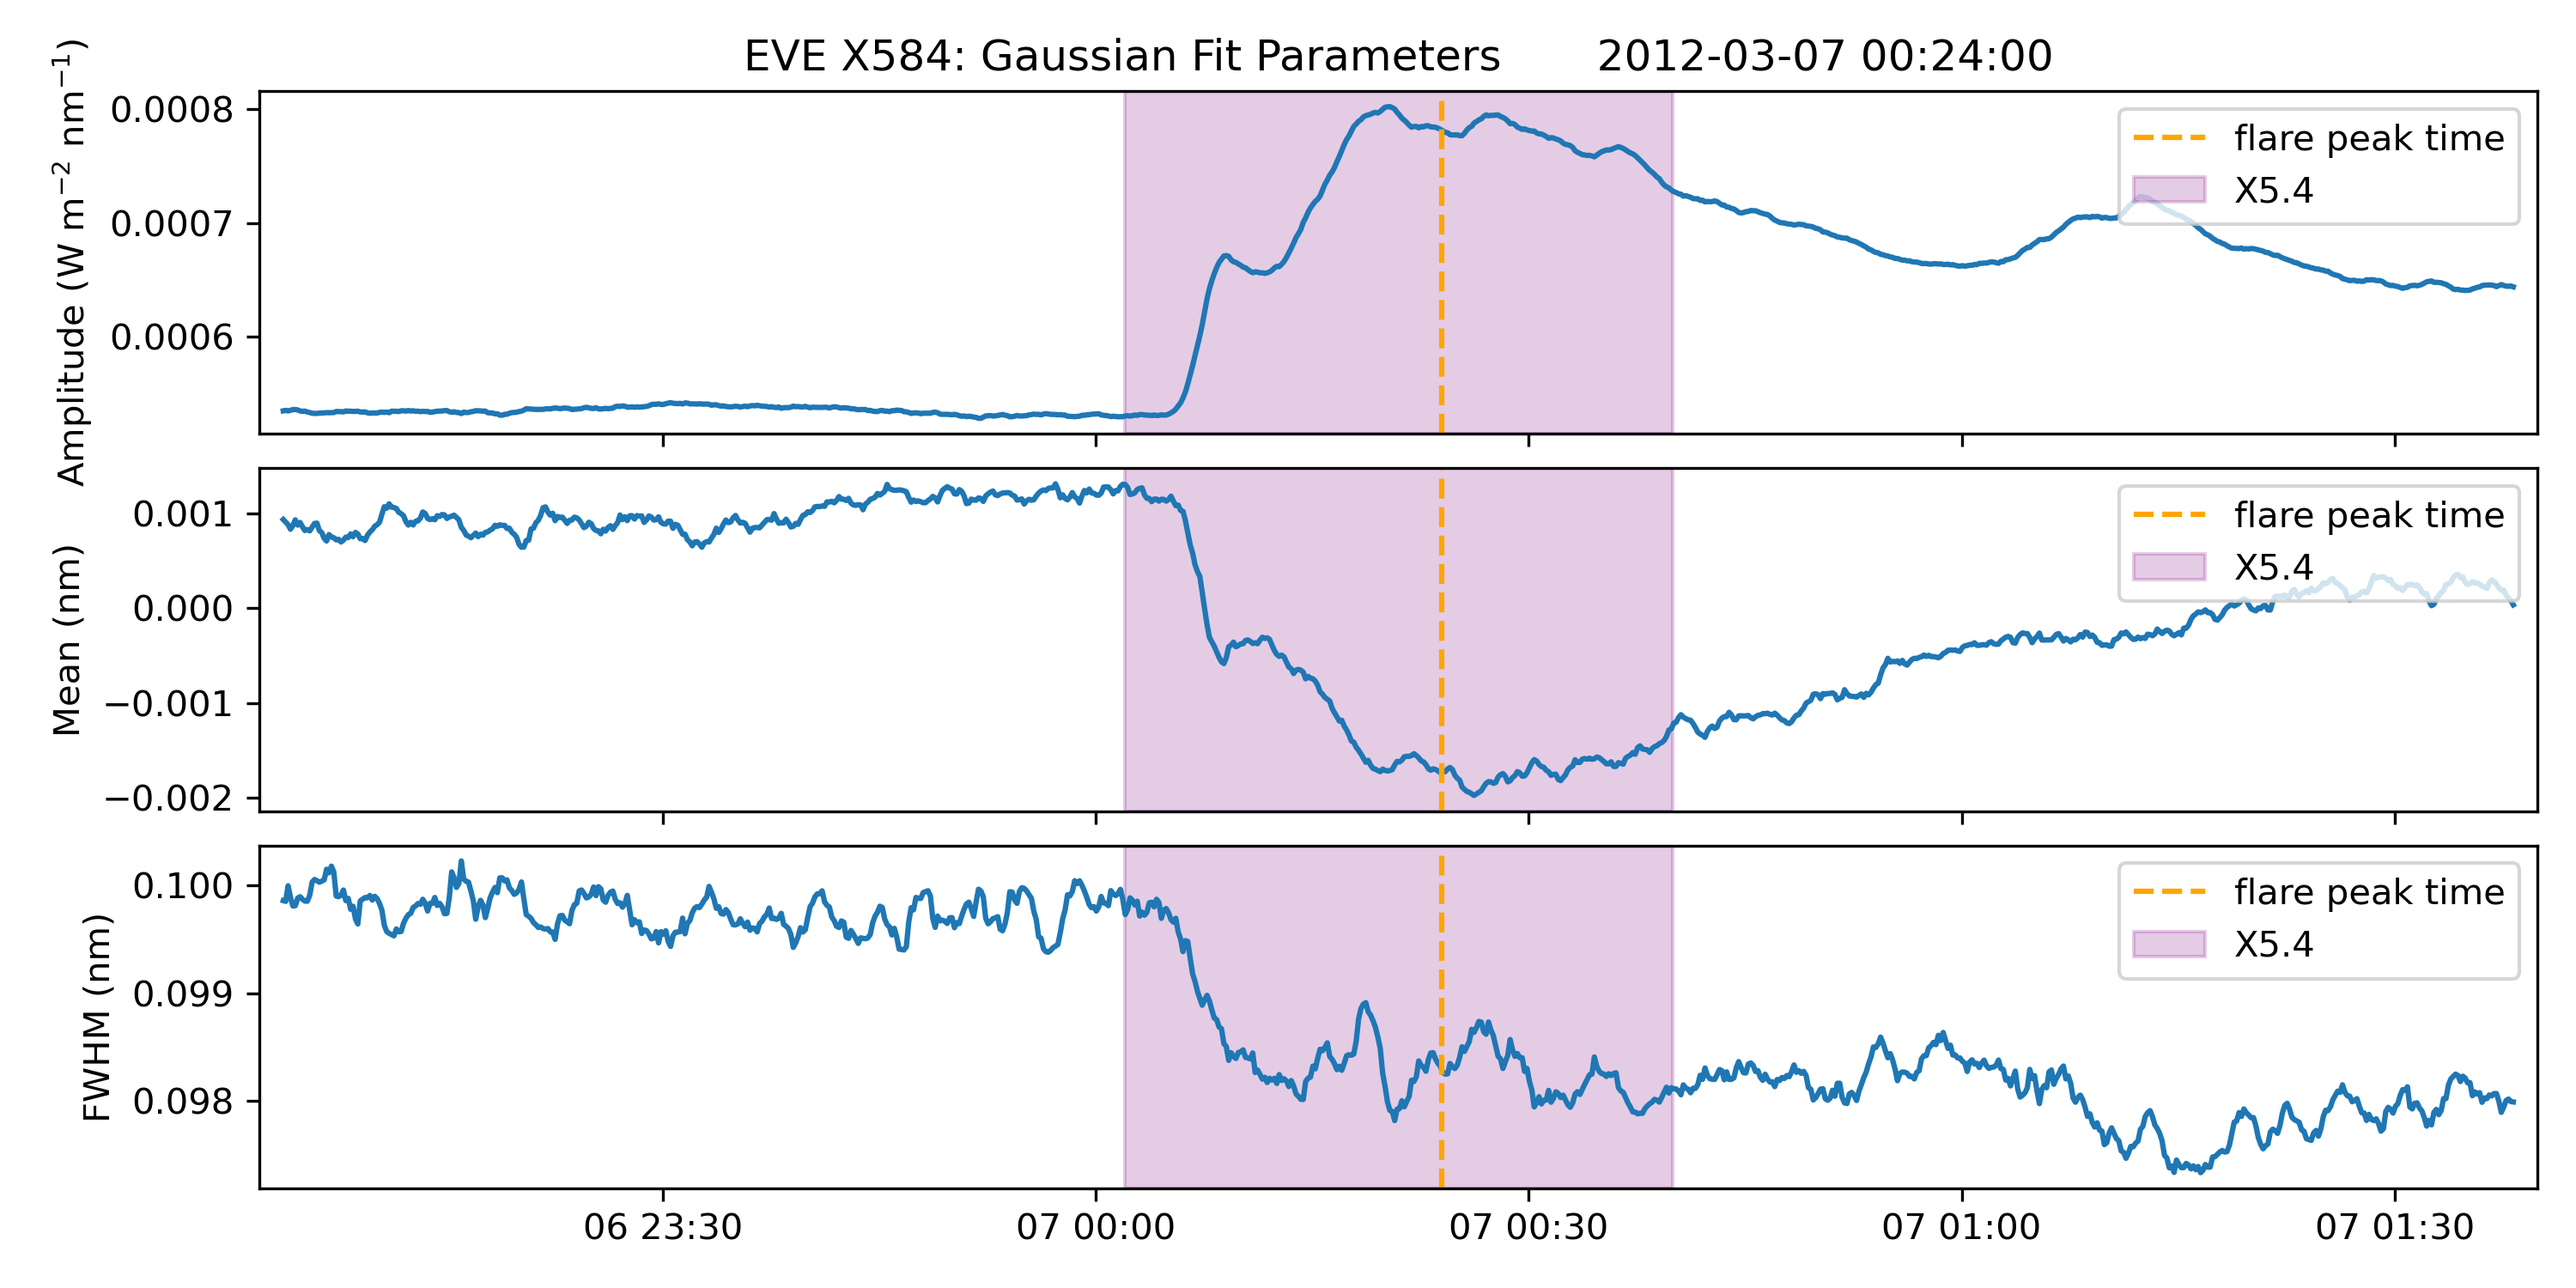 EVE X584: Gaussian Fit Parameters 2012-03-07 00:24:00
Amplitude (W m⁻² nm⁻¹)
0.0008
0.0007
0.0006
flare peak time
X5.4
Mean (nm)
0.001
0.000
−0.001
−0.002
flare peak time
X5.4
FWHM (nm)
0.100
0.099
0.098
flare peak time
X5.4
06 23:30 07 00:00 07 00:30 07 01:00 07 01:30